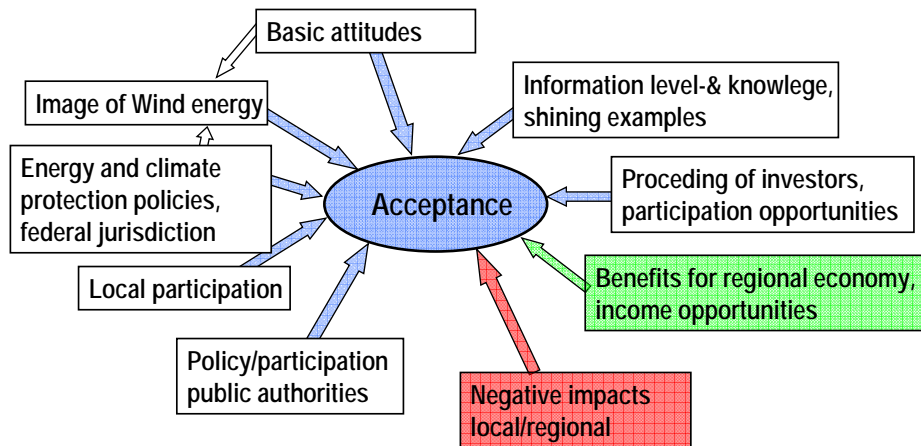 Basic attitudes
Image of Wind energy
Information level-& knowlege,
shining examples
Energy and climate
protection policies,
federal jurisdiction
Acceptance
Proceding of investors,
participation opportunities
Local participation
Benefits for regional economy,
income opportunities
Policy/participation
public authorities
Negative impacts
local/regional